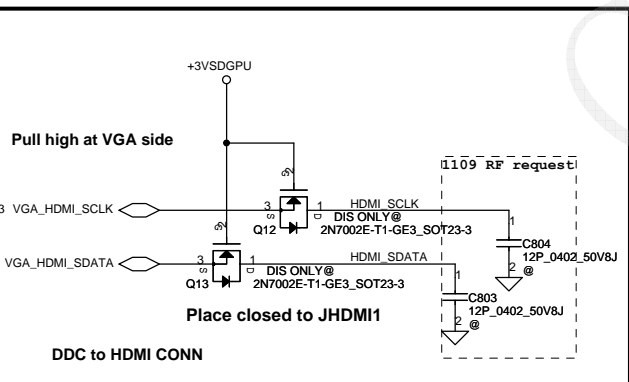 +3VSDGPU
Pull high at VGA side
1109 RF request
2
G
3 VGA_HDMI_SCLK
3
S
1
D
HDMI_SCLK
Q12
DIS ONLY@
2N7002E-T1-GE3_SOT23-3
1
2
C804
12P_0402_50V8J
@
2
G
VGA_HDMI_SDATA
3
S
1
D
HDMI_SDATA
Q13
DIS ONLY@
2N7002E-T1-GE3_SOT23-3
1
2
C803
12P_0402_50V8J
@
Place closed to JHDMI1
DDC to HDMI CONN